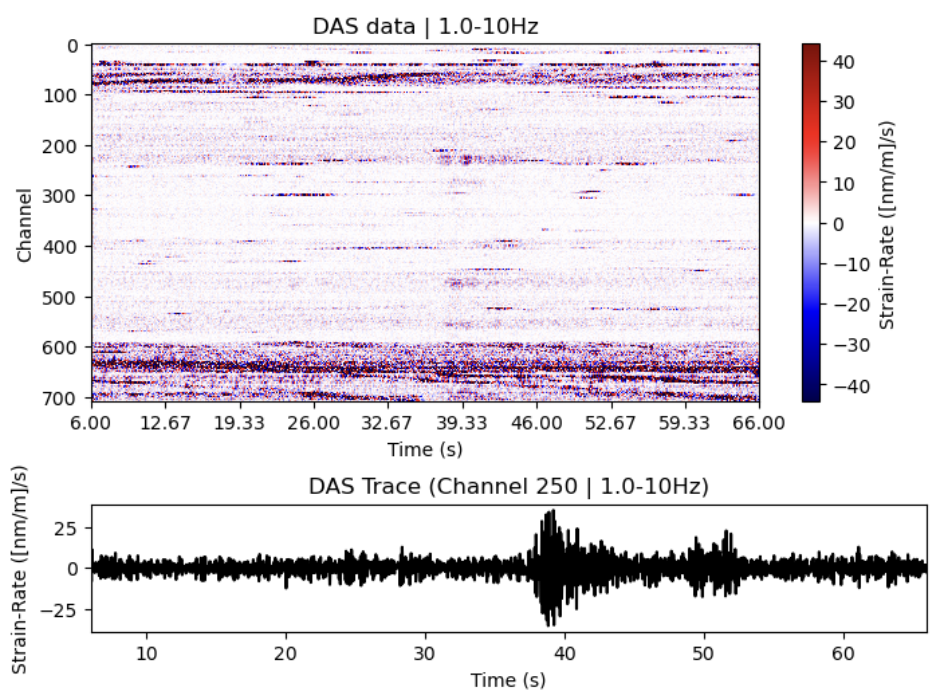 DAS data | 1.0-10Hz
0
100
200
300
400
500
600
700
Channel
6.00 12.67 19.33 26.00 32.67 39.33 46.00 52.67 59.33 66.00
Time (s)
40
30
20
10
0
−10
−20
−30
−40
Strain-Rate ([nm/m]/s)
DAS Trace (Channel 250 | 1.0-10Hz)
25
0
−25
Strain-Rate ([nm/m]/s)
10 20 30 40 50 60
Time (s)